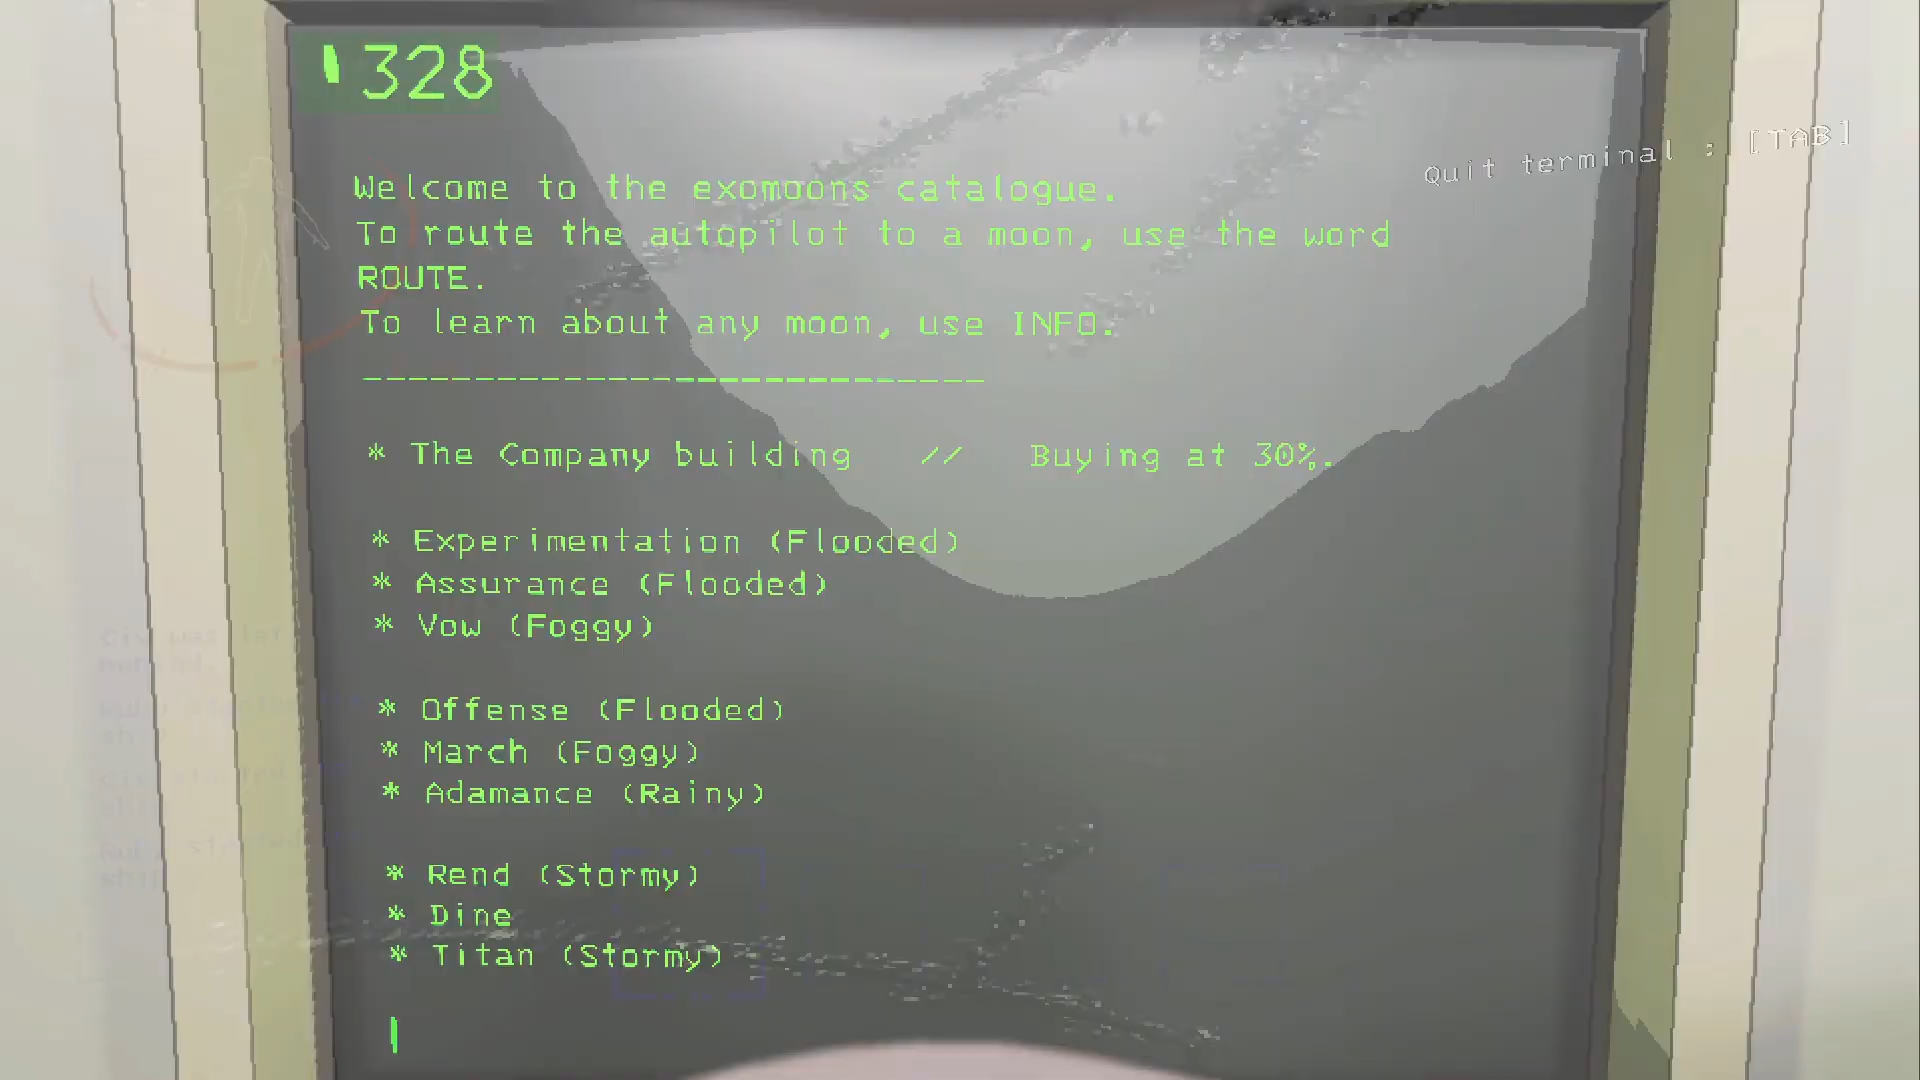 328
Quit terminal : [TAB]
Welcome to the exomoons catalogue.
To route the autopilot to a moon, use the word
ROUTE.
To learn about any moon, use INFO.
------------------------------
* The Company building // Buying at 30%.
* Experimentation (Flooded)
* Assurance (Flooded)
* Vow (Foggy)
* Offense (Flooded)
* March (Foggy)
* Adamance (Rainy)
* Rend (Stormy)
* Dine
* Titan (Stormy)